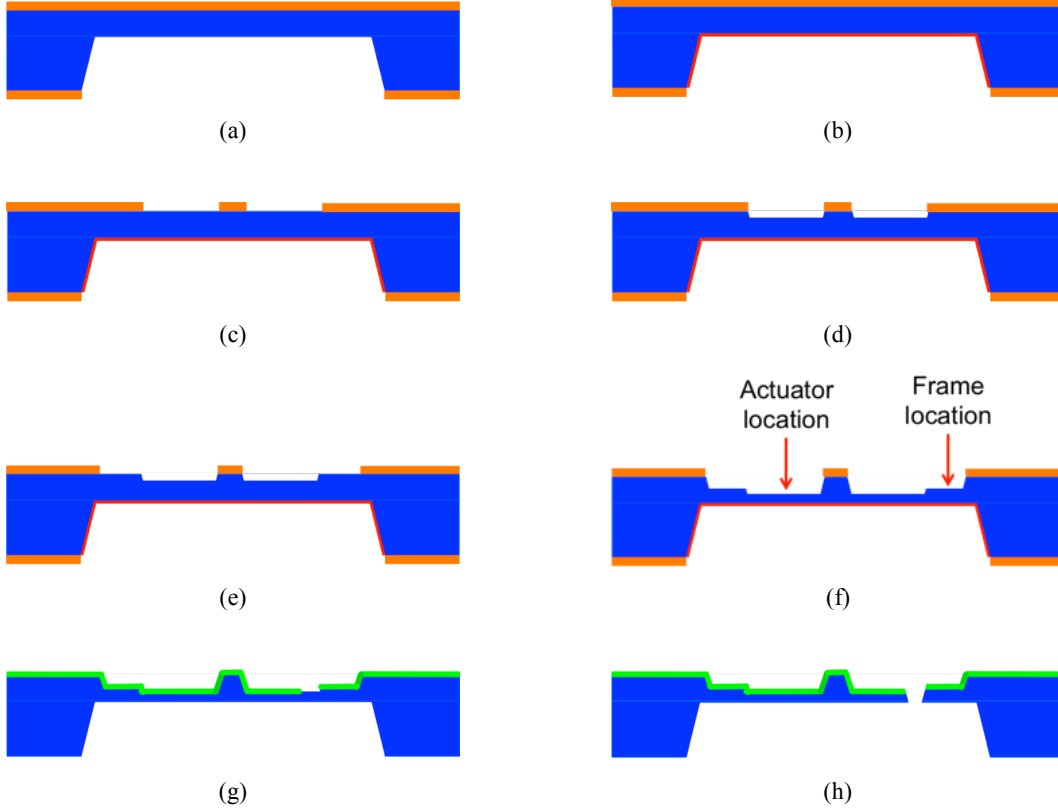 (a)
(b)
(c)
(d)
Actuator
location
Frame
location
(e)
(f)
(g)
(h)